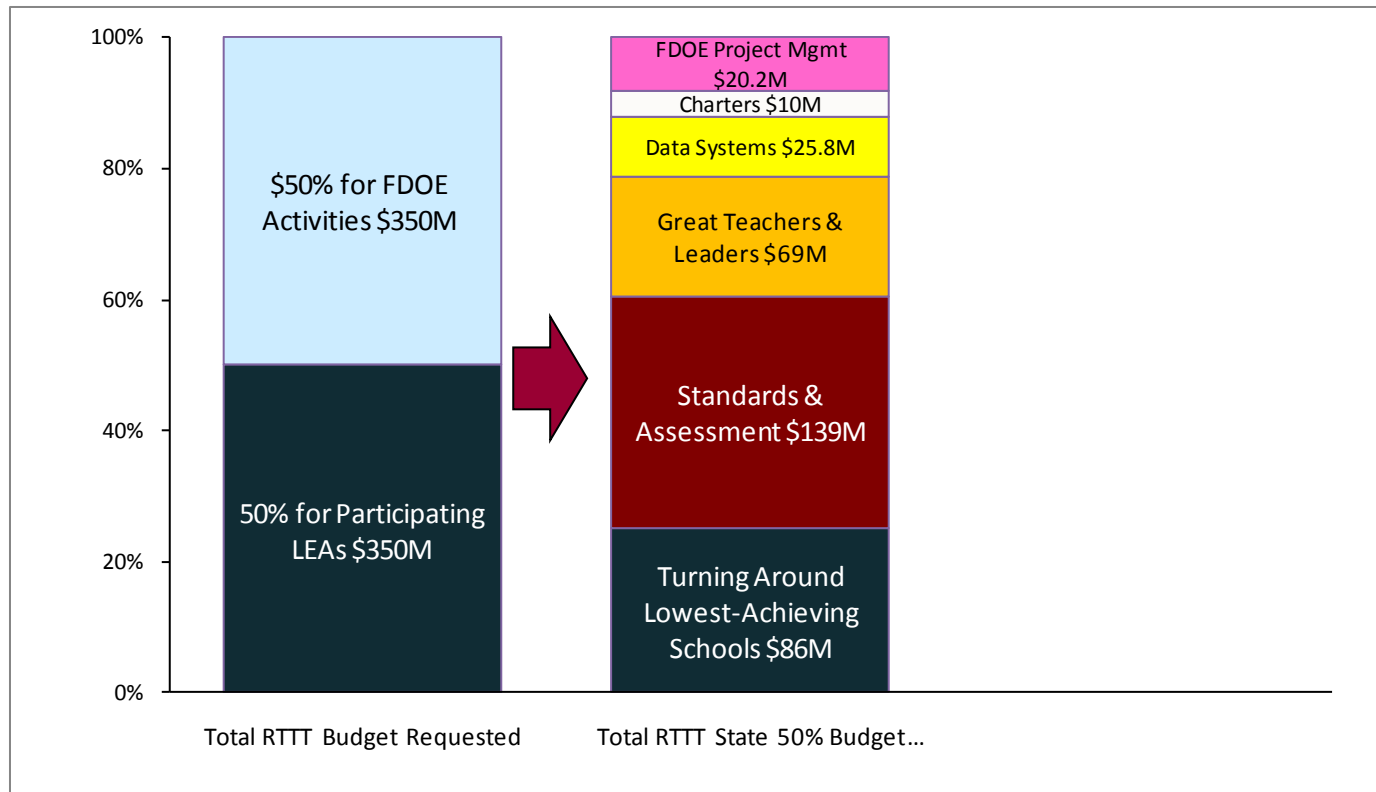 100%
80%
60%
40%
20%
0%
$50% for FDOE
Activities $350M
50% for Participating
LEAs $350M
FDOE Project Mgmt
$20.2M
Charters $10M
Data Systems $25.8M
Great Teachers &
Leaders $69M
Standards &
Assessment $139M
Turning Around
Lowest-Achieving
Schools $86M
Total RTTT Budget Requested
Total RTTT State 50% Budget...